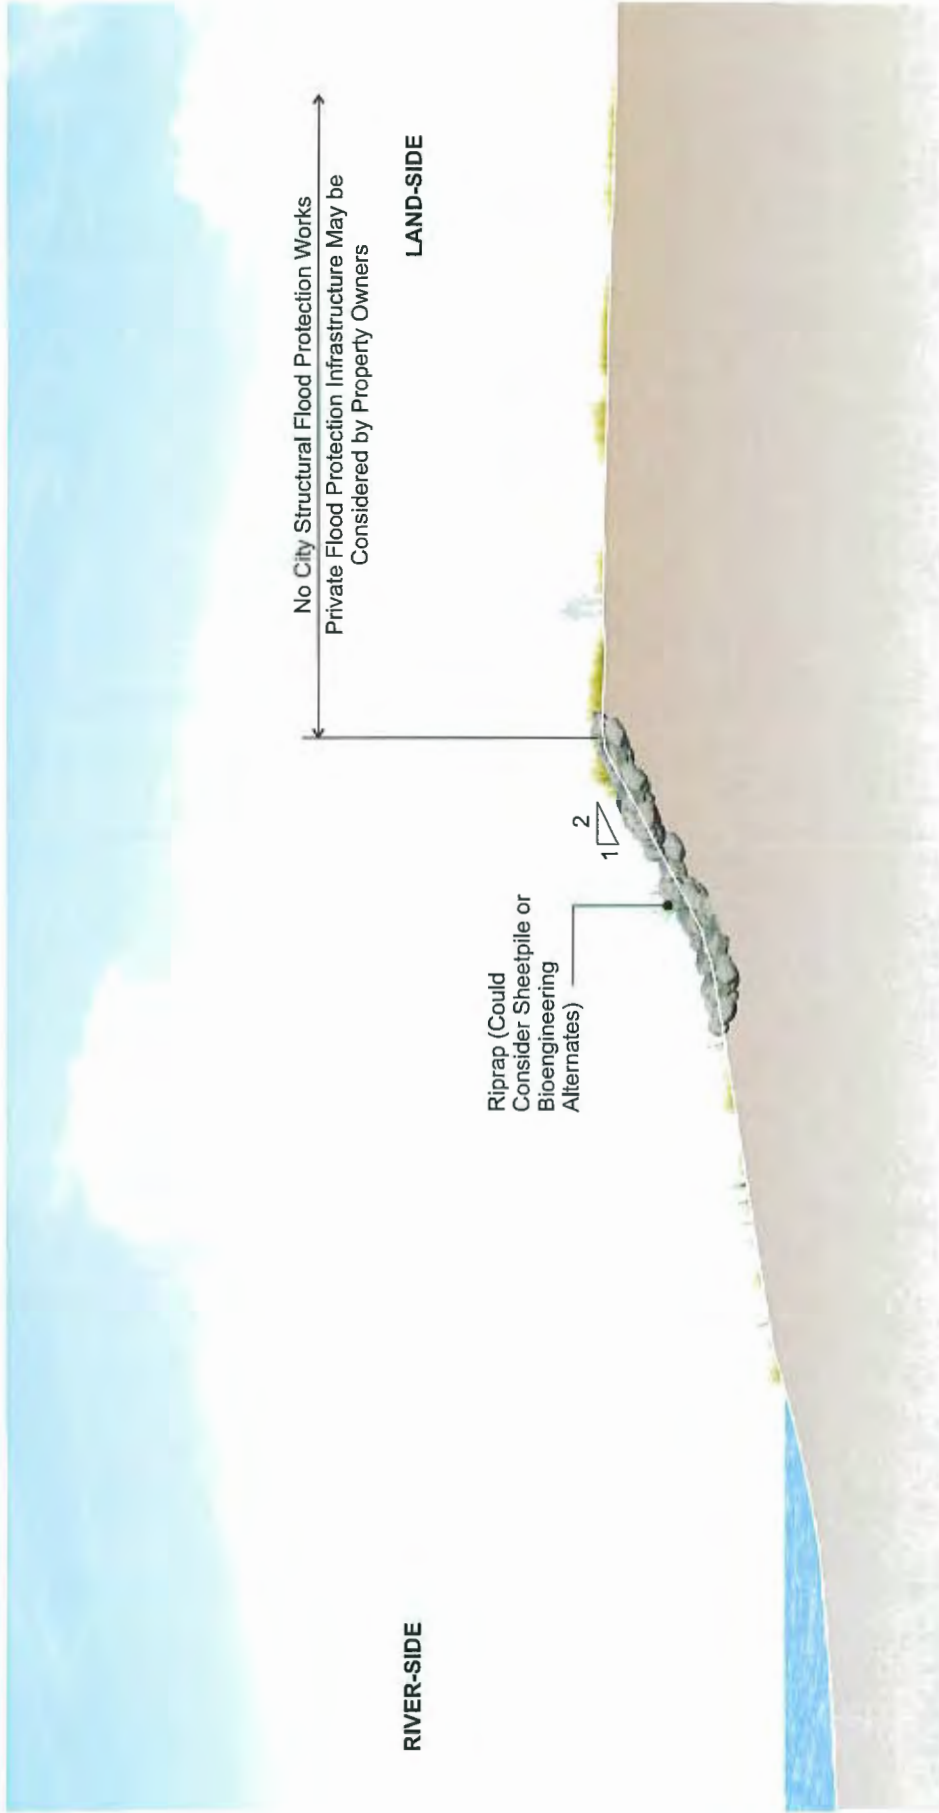 No City Structural Flood Protection Works
Private Flood Protection Infrastructure May be
Considered by Property Owners
LAND-SIDE
2
1
Riprap (Could
Consider Sheetpile or
Bioengineering
Alternates)
RIVER-SIDE